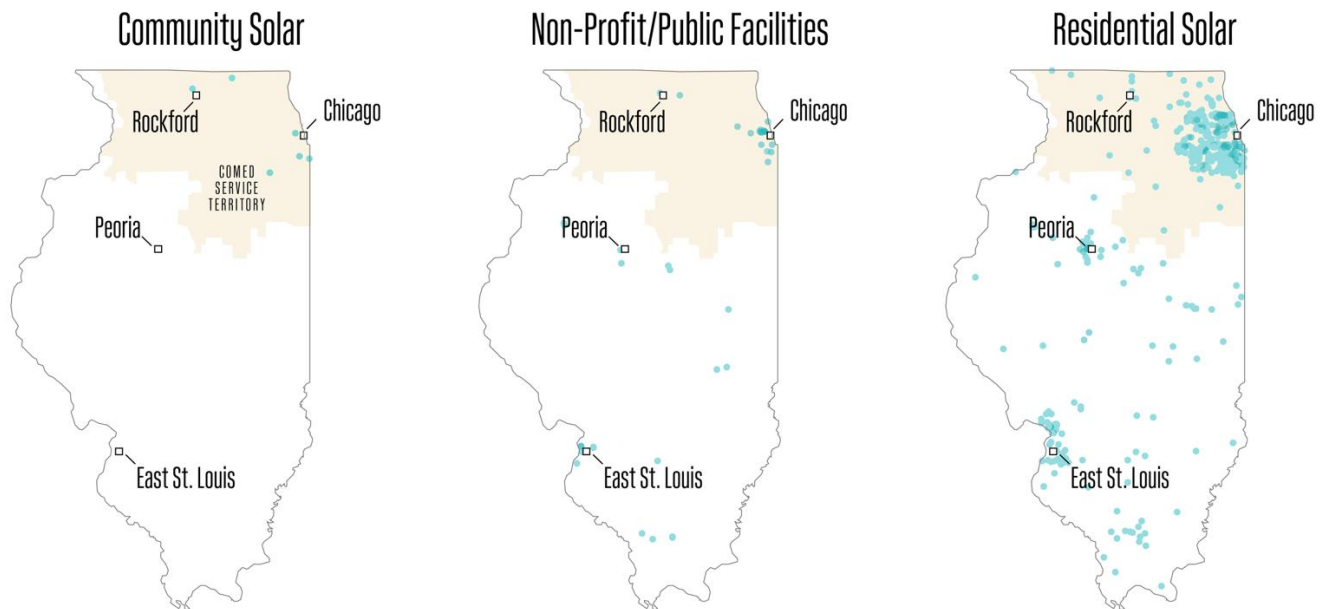 Community Solar
Rockford
Chicago
COMED
SERVICE
TERRITORY
Peoria
East St. Louis
Non-Profit/Public Facilities
Rockford
Chicago
Peoria
East St. Louis
Residential Solar
Rockford
Chicago
Peoria
East St. Louis